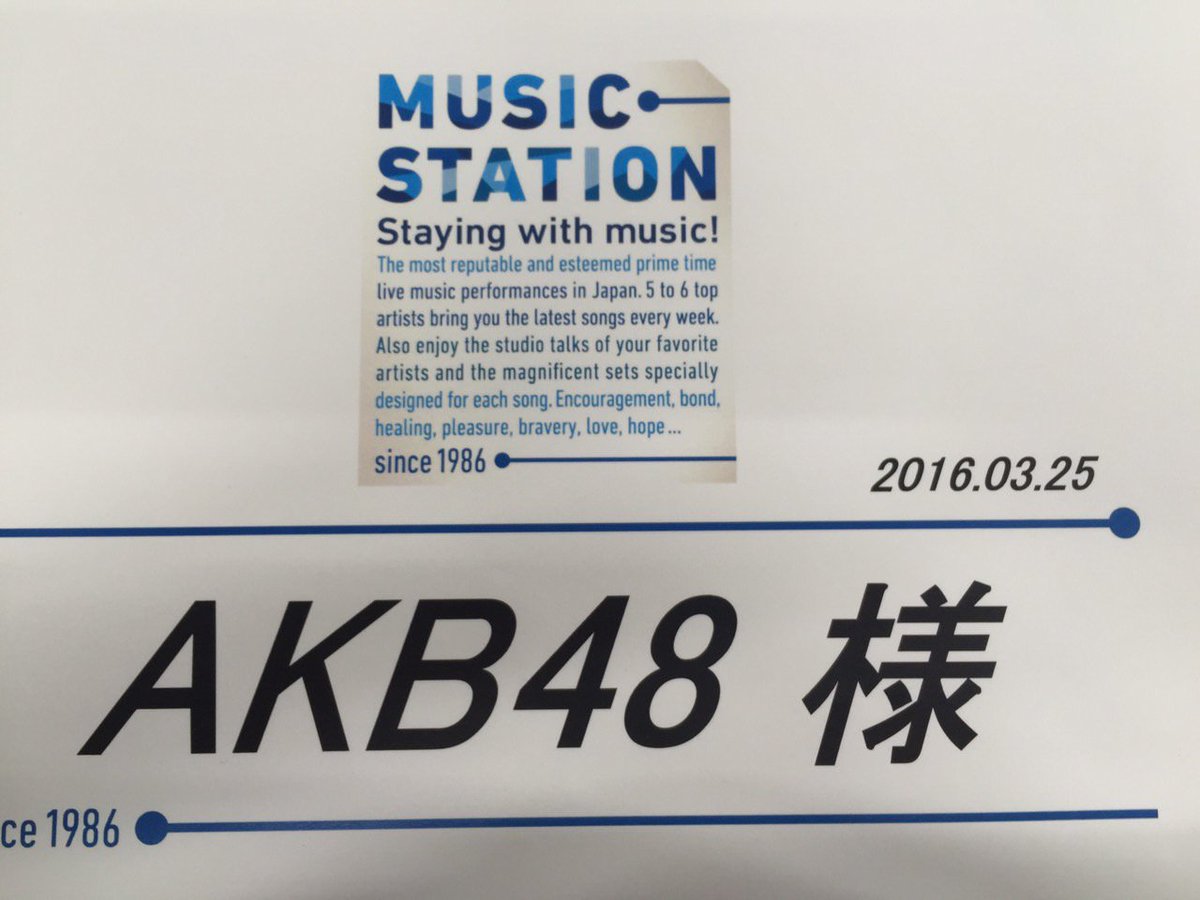 MUSIC
STATION
Staying with music!
The most reputable and esteemed prime time
live music performances in Japan. 5 to 6 top
artists bring you the latest songs every week.
Also enjoy the studio talks of your favorite
artists and the magnificent sets specially
designed for each song. Encouragement, bond,
healing, pleasure, bravery, love, hope...
since 1986
2016.03.25
AKB48 様
ce 1986